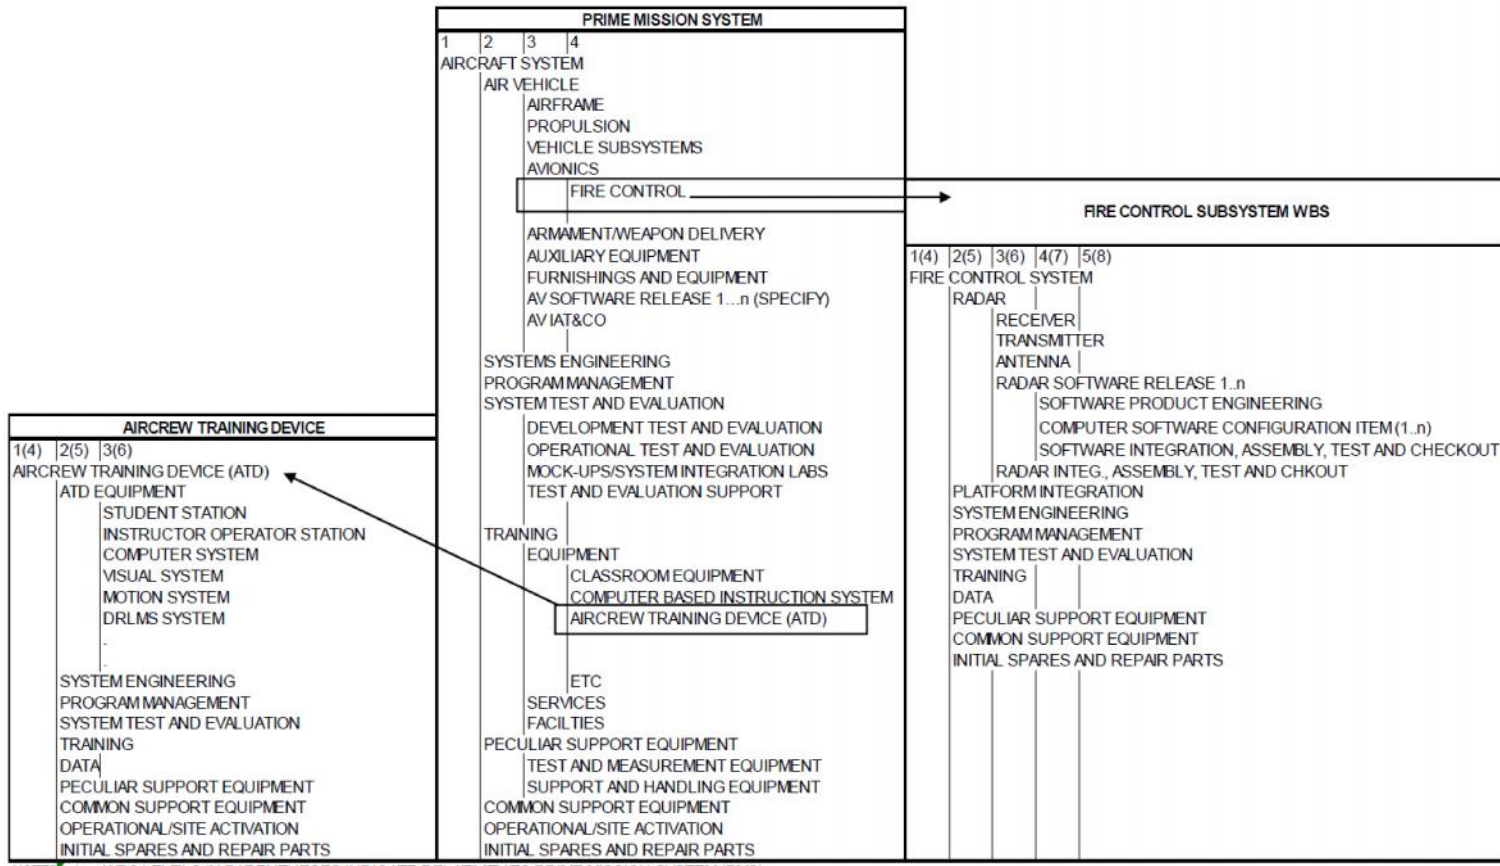 PRIME MISSION SYSTEM
1 2 3 4
AIRCRAFT SYSTEM
AIR VEHICLE
AIRFRAME
PROPULSION
VEHICLE SUBSYSTEMS
AVIONICS
FIRE CONTROL
ARMAMENT/WEAPON DELIVERY
AUXILIARY EQUIPMENT
FURNISHINGS AND EQUIPMENT
AV SOFTWARE RELEASE 1...n (SPECIFY)
AV IAT&CO
SYSTEMS ENGINEERING
PROGRAM MANAGEMENT
SYSTEM TEST AND EVALUATION
DEVELOPMENT TEST AND EVALUATION
OPERATIONAL TEST AND EVALUATION
MOCK-UPS/SYSTEM INTEGRATION LABS
TEST AND EVALUATION SUPPORT
TRAINING
EQUIPMENT
CLASSROOM EQUIPMENT
COMPUTER BASED INSTRUCTION SYSTEM
AIRCREW TRAINING DEVICE (ATD)
ETC
SERVICES
FACILTIES
PECULIAR SUPPORT EQUIPMENT
TEST AND MEASUREMENT EQUIPMENT
SUPPORT AND HANDLING EQUIPMENT
COMMON SUPPORT EQUIPMENT
OPERATIONAL/SITE ACTIVATION
INITIAL SPARES AND REPAIR PARTS
FIRE CONTROL SUBSYSTEM WBS
1(4) 2(5) 3(6) 4(7) 5(8)
FIRE CONTROL SYSTEM
RADAR
RECEIVER
TRANSMITTER
ANTENNA
RADAR SOFTWARE RELEASE 1..n
SOFTWARE PRODUCT ENGINEERING
COMPUTER SOFTWARE CONFIGURATION ITEM (1..n)
SOFTWARE INTEGRATION, ASSEMBLY, TEST AND CHECKOUT
RADAR INTEG., ASSEMBLY, TEST AND CHKOUT
PLATFORM INTEGRATION
SYSTEM ENGINEERING
PROGRAM MANAGEMENT
SYSTEM TEST AND EVALUATION
TRAINING
DATA
PECULIAR SUPPORT EQUIPMENT
COMMON SUPPORT EQUIPMENT
INITIAL SPARES AND REPAIR PARTS
AIRCREW TRAINING DEVICE
1(4) 2(5) 3(6)
AIRCREW TRAINING DEVICE (ATD)
ATD EQUIPMENT
STUDENT STATION
INSTRUCTOR OPERATOR STATION
COMPUTER SYSTEM
VISUAL SYSTEM
MOTION SYSTEM
DRLMS SYSTEM
.
.
SYSTEM ENGINEERING
PROGRAM MANAGEMENT
SYSTEM TEST AND EVALUATION
TRAINING
DATA
PECULIAR SUPPORT EQUIPMENT
COMMON SUPPORT EQUIPMENT
OPERATIONAL/SITE ACTIVATION
INITIAL SPARES AND REPAIR PARTS